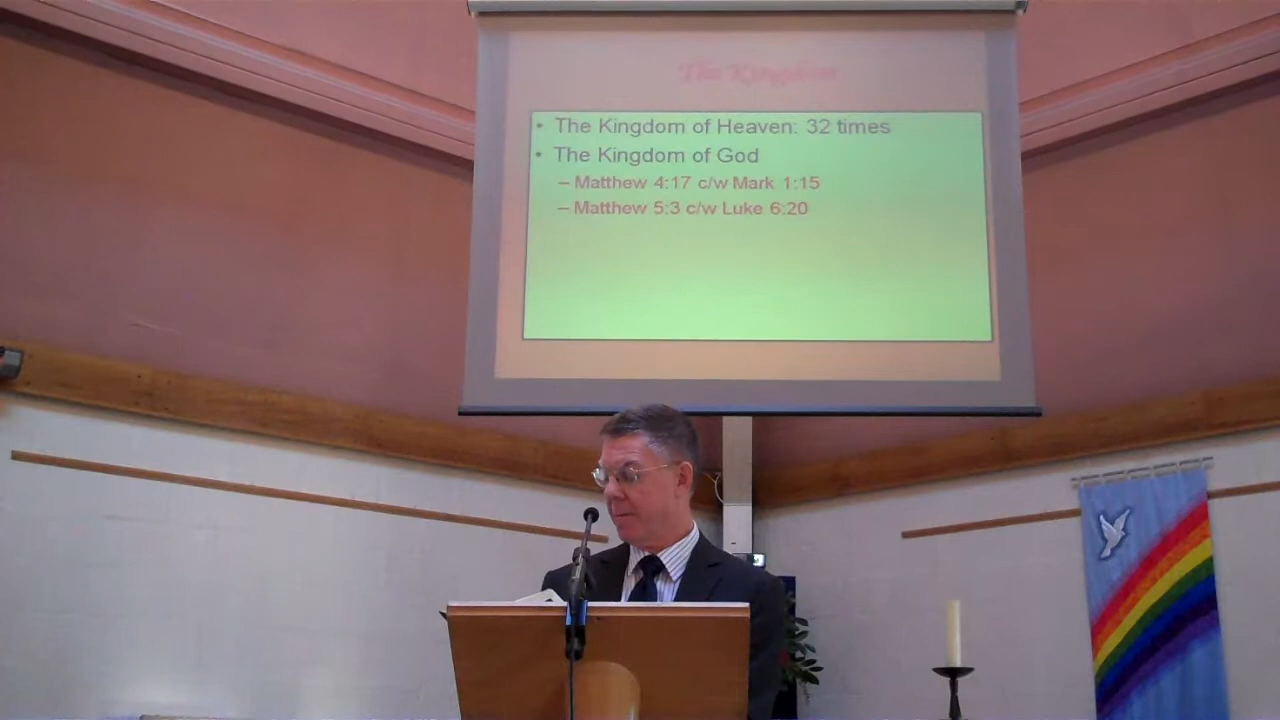 The Kingdom
• The Kingdom of Heaven: 32 times
• The Kingdom of God
– Matthew 4:17 c/w Mark 1:15
– Matthew 5:3 c/w Luke 6:20